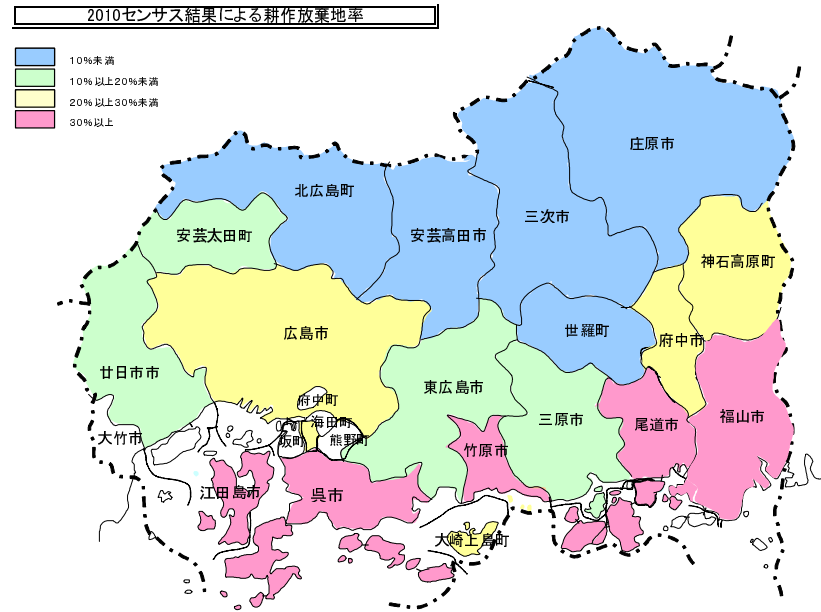 2010センサス結果による耕作放棄地率
10%未満
10%以上20%未満
20%以上30%未満
30%以上
庄原市
北広島町
三次市
安芸太田町
安芸高田市
神石高原町
広島市
世羅町
府中市
廿日市市
東広島市
府中町
三原市
尾道市
福山市
海田町
大竹市
坂町
熊野町
竹原市
江田島市
呉市
大崎上島町